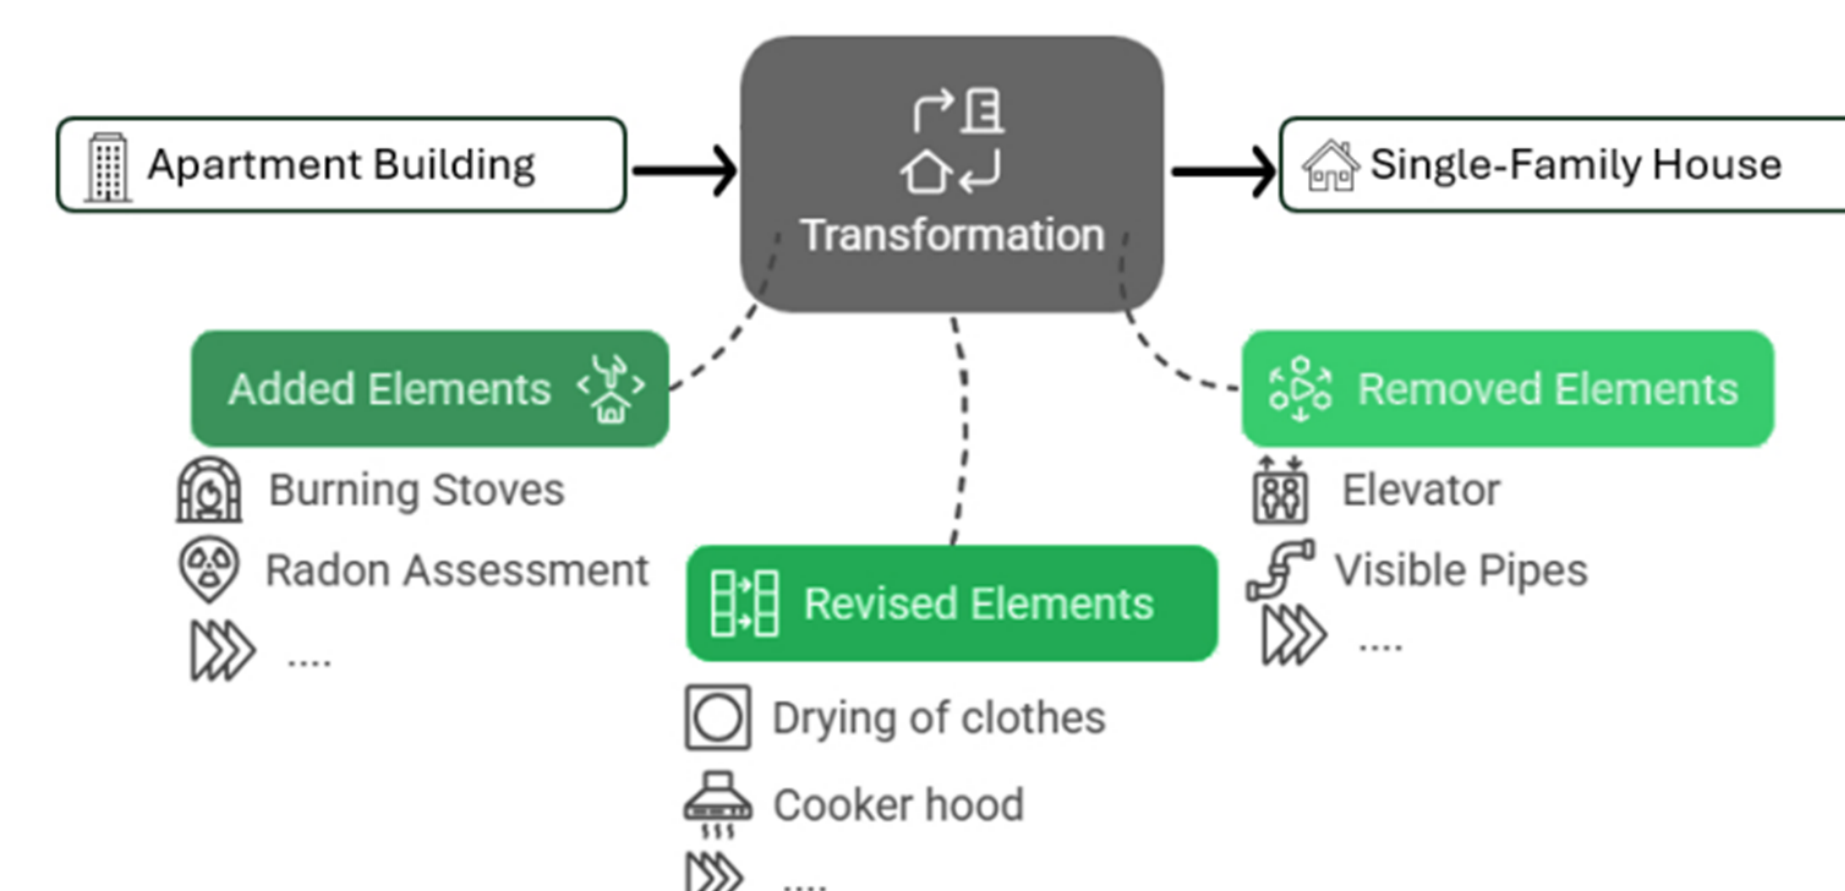 Apartment Building
Transformation
Single-Family House
Added Elements
Burning Stoves
Radon Assessment
....
Revised Elements
Drying of clothes
Cooker hood
....
Removed Elements
Elevator
Visible Pipes
....